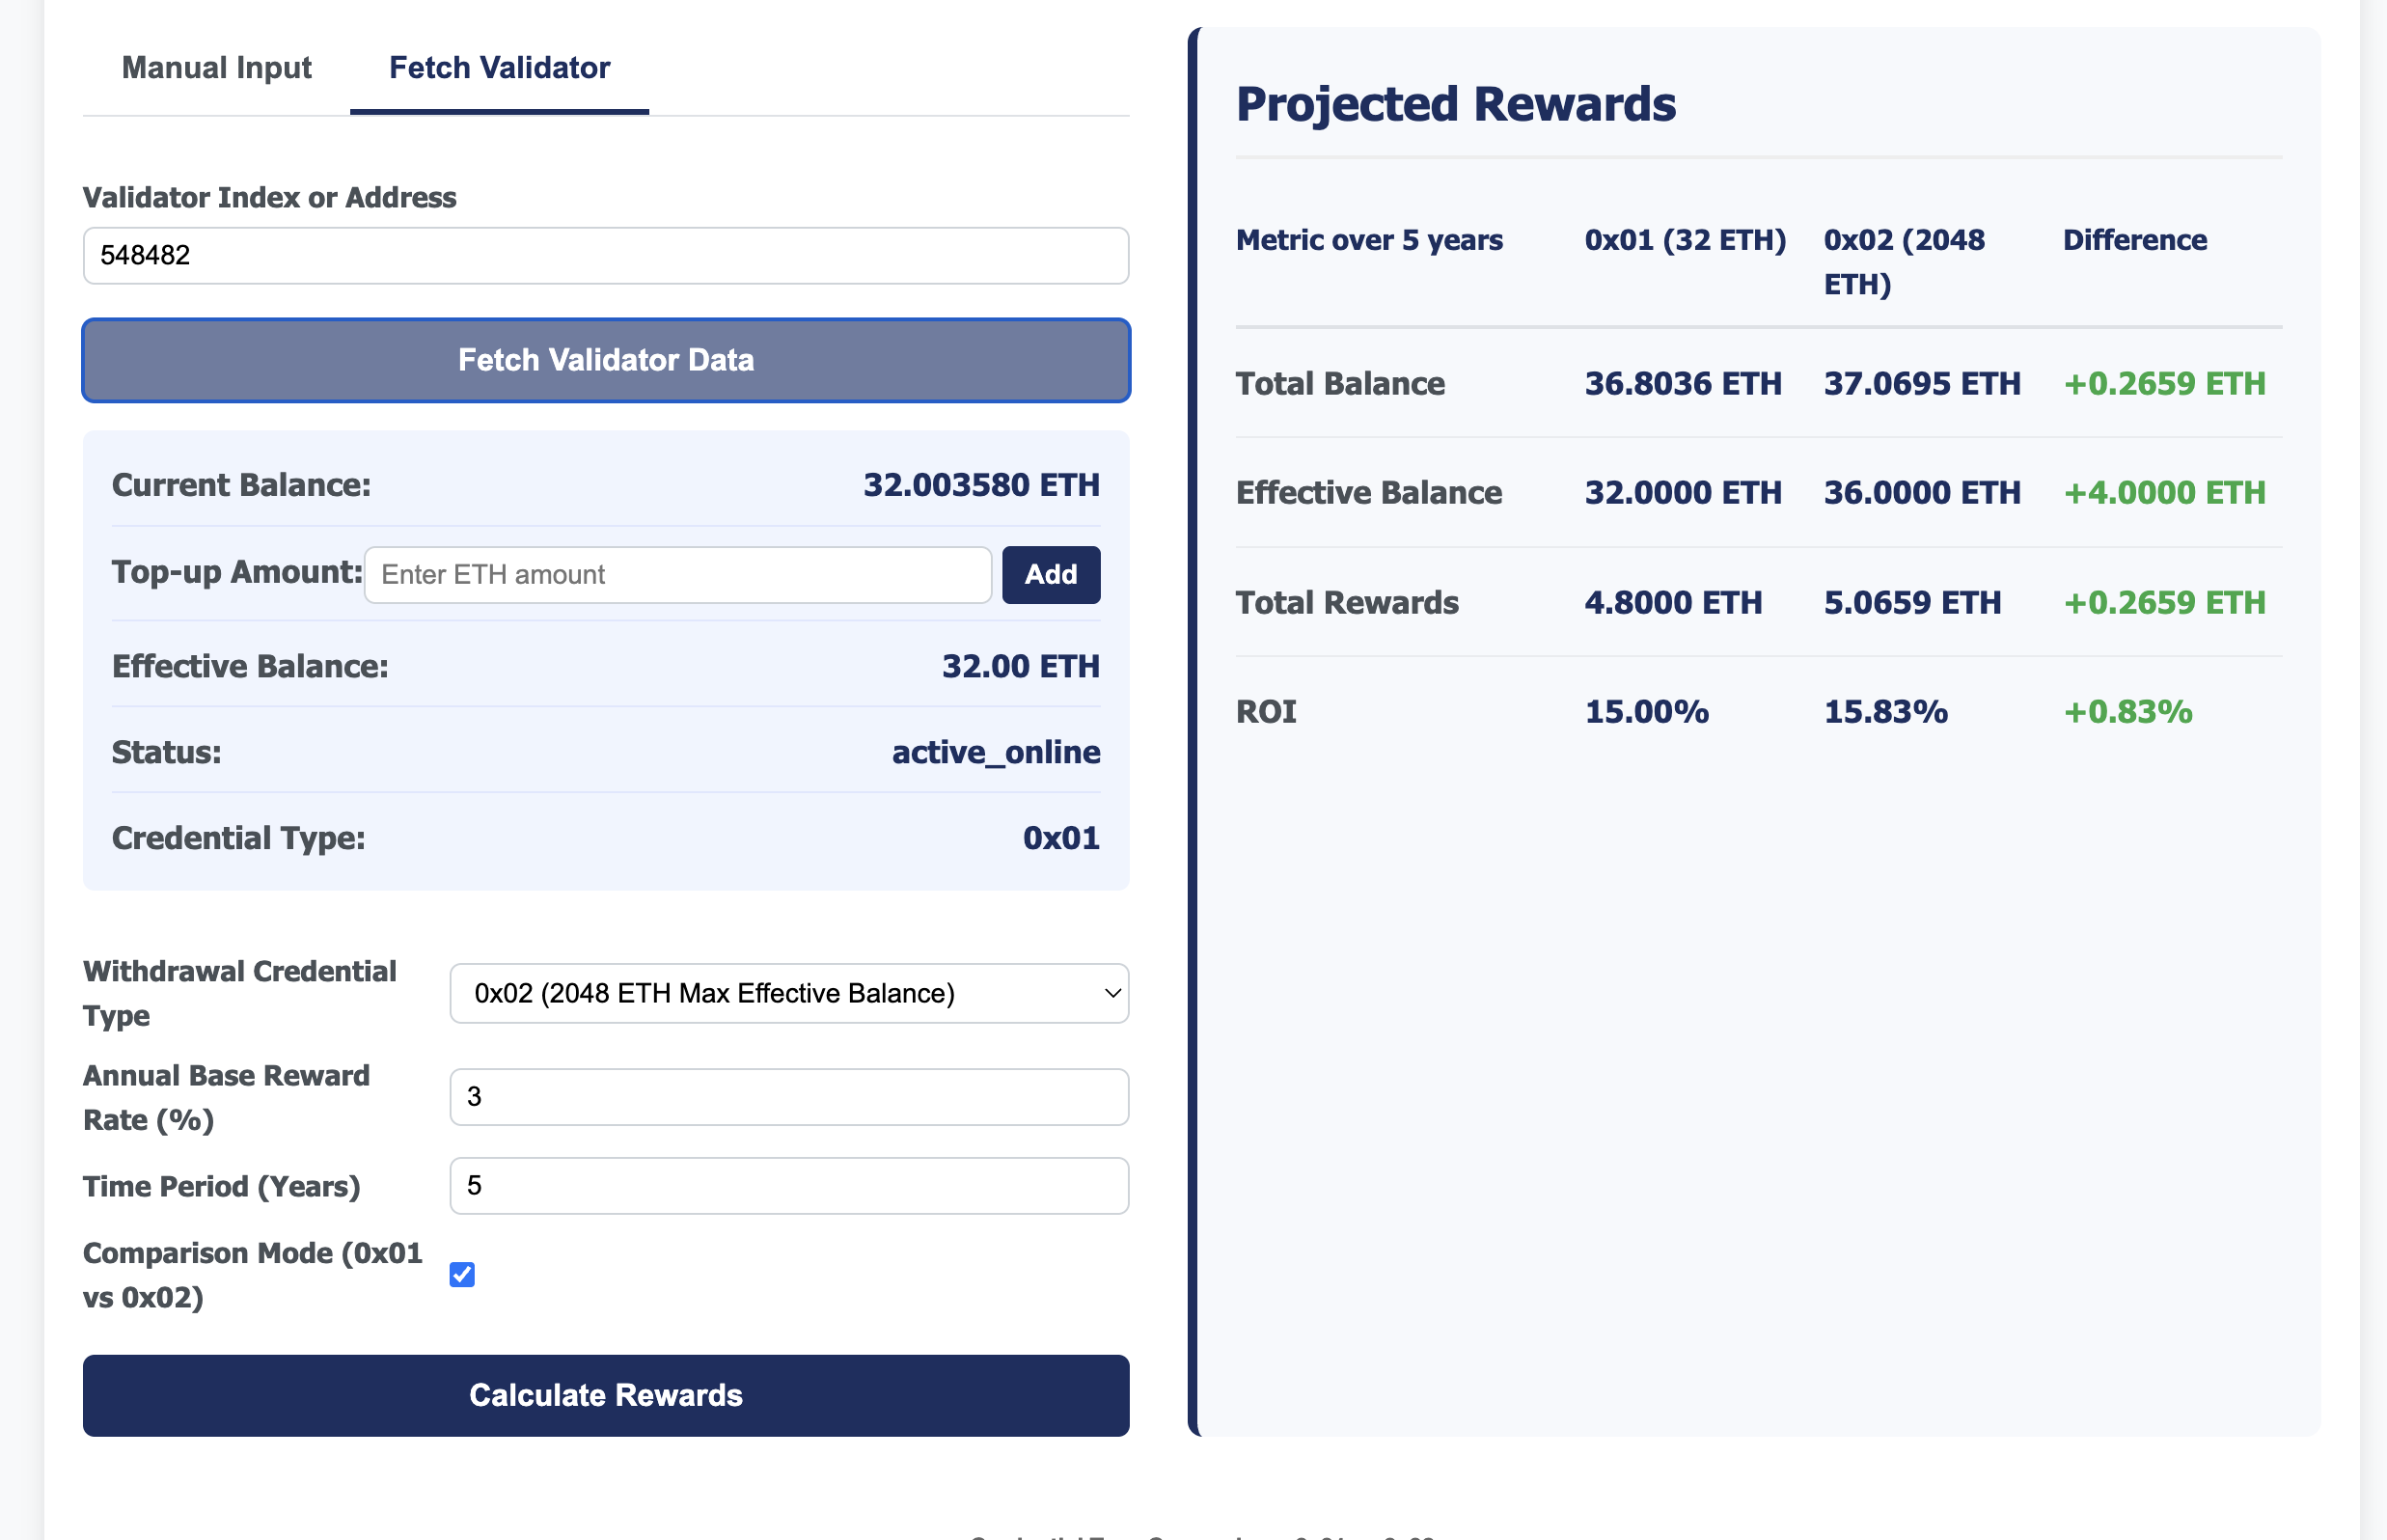 Manual Input
Fetch Validator
Validator Index or Address
548482
Fetch Validator Data
Current Balance:
32.003580 ETH
Top-up Amount:
Enter ETH amount
Add
Effective Balance:
32.00 ETH
Status:
active_online
Credential Type:
0x01
Withdrawal Credential
Type
0x02 (2048 ETH Max Effective Balance)
Annual Base Reward
Rate (%)
3
Time Period (Years)
5
Comparison Mode (0x01
vs 0x02)
Calculate Rewards
Projected Rewards
Metric over 5 years
0x01 (32 ETH)
0x02 (2048
ETH)
Difference
Total Balance
36.8036 ETH
37.0695 ETH
+0.2659 ETH
Effective Balance
32.0000 ETH
36.0000 ETH
+4.0000 ETH
Total Rewards
4.8000 ETH
5.0659 ETH
+0.2659 ETH
ROI
15.00%
15.83%
+0.83%